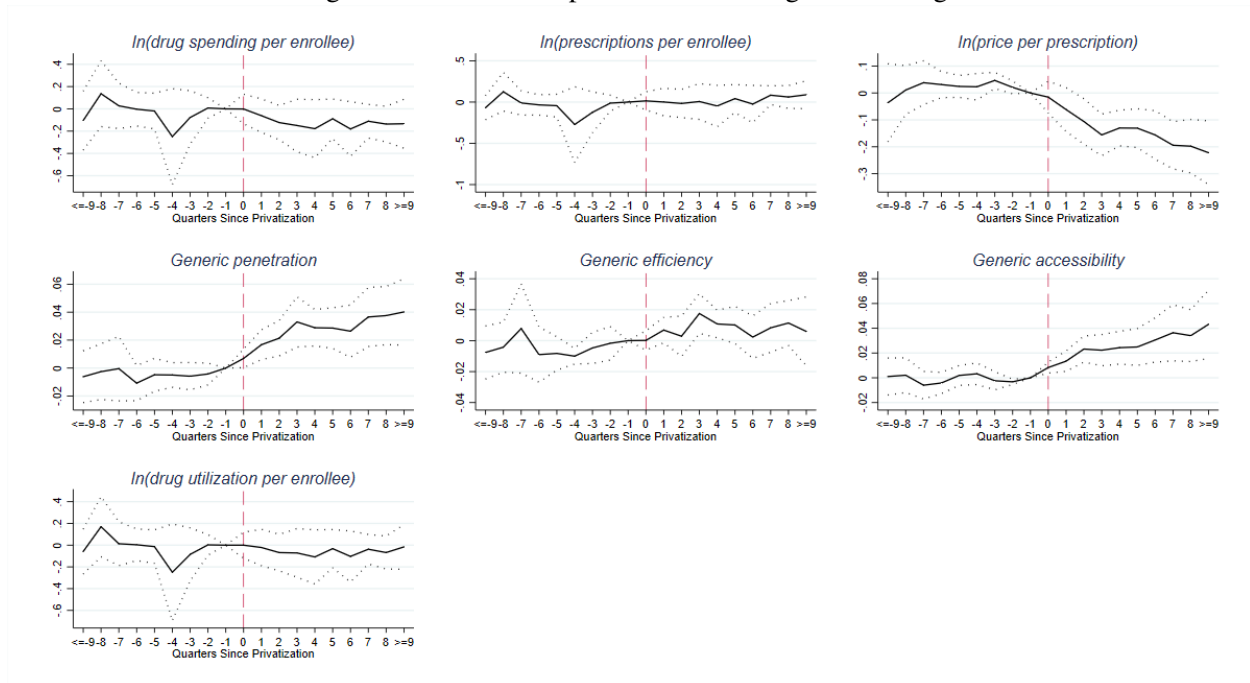 ln(drug spending per enrollee)
.4
.2
0
-.2
-.4
-.6
<=-9 -8 -7 -6 -5 -4 -3 -2 -1 0 1 2 3 4 5 6 7 8 >=9
Quarters Since Privatization
ln(prescriptions per enrollee)
.5
0
-.5
-1
<=-9 -8 -7 -6 -5 -4 -3 -2 -1 0 1 2 3 4 5 6 7 8 >=9
Quarters Since Privatization
ln(price per prescription)
.1
0
-.1
-.2
-.3
<=-9 -8 -7 -6 -5 -4 -3 -2 -1 0 1 2 3 4 5 6 7 8 >=9
Quarters Since Privatization
Generic penetration
.06
.04
.02
0
-.02
<=-9 -8 -7 -6 -5 -4 -3 -2 -1 0 1 2 3 4 5 6 7 8 >=9
Quarters Since Privatization
Generic efficiency
.04
.02
0
-.02
-.04
<=-9 -8 -7 -6 -5 -4 -3 -2 -1 0 1 2 3 4 5 6 7 8 >=9
Quarters Since Privatization
Generic accessibility
.08
.06
.04
.02
0
-.02
<=-9 -8 -7 -6 -5 -4 -3 -2 -1 0 1 2 3 4 5 6 7 8 >=9
Quarters Since Privatization
ln(drug utilization per enrollee)
.4
.2
0
-.2
-.4
-.6
<=-9 -8 -7 -6 -5 -4 -3 -2 -1 0 1 2 3 4 5 6 7 8 >=9
Quarters Since Privatization